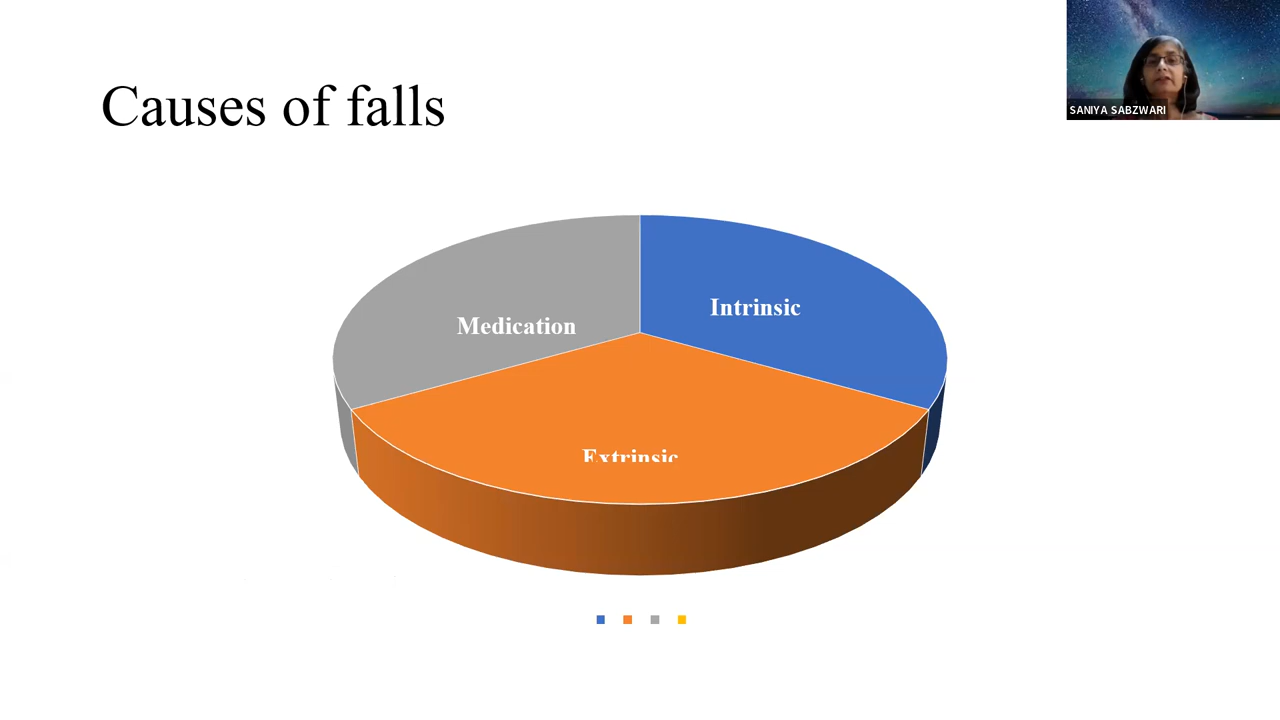 Causes of falls
SANIYA SABZWARI
Intrinsic
Medication
Extrinsic